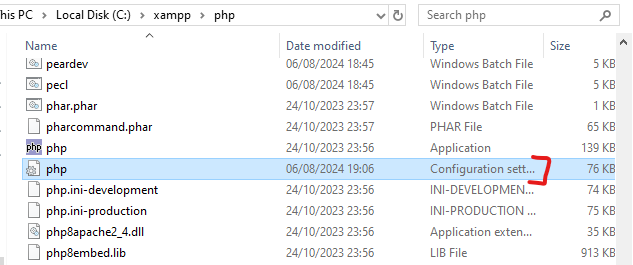 his PC > Local Disk (C:) > xampp > php
Search php
Name Date modified Type Size
peardev 06/08/2024 18:45 Windows Batch File 5 KB
pecl 06/08/2024 18:45 Windows Batch File 5 KB
phar.phar 24/10/2023 23:57 Windows Batch File 1 KB
pharcommand.phar 24/10/2023 23:57 PHAR File 65 KB
php php 24/10/2023 23:56 Application 139 KB
php 06/08/2024 19:06 Configuration sett... 76 KB
php.ini-development 24/10/2023 23:56 INI-DEVELOPMEN... 74 KB
php.ini-production 24/10/2023 23:56 INI-PRODUCTION ... 75 KB
php8apache2_4.dll 24/10/2023 23:56 Application exten... 35 KB
php8embed.lib 24/10/2023 23:56 LIB File 913 KB